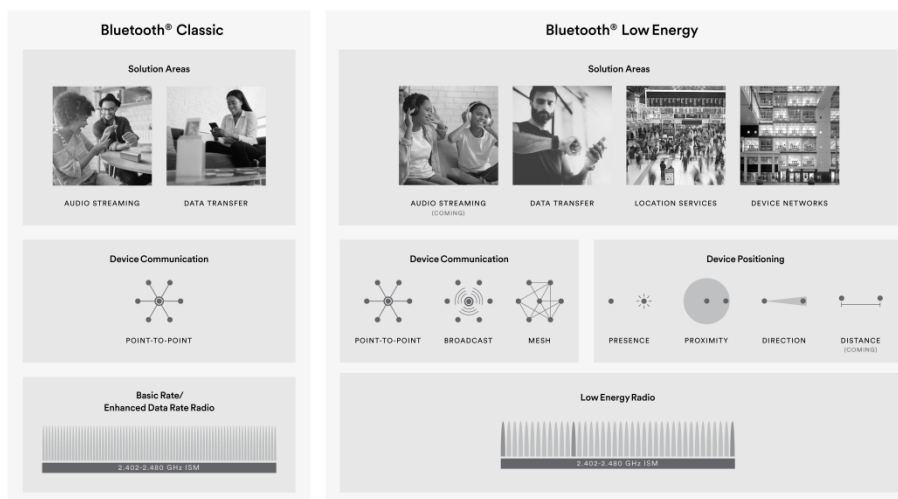 Bluetooth® Classic
Solution Areas
AUDIO STREAMING
DATA TRANSFER
Device Communication
POINT-TO-POINT
Basic Rate/
Enhanced Data Rate Radio
2.402-2.480 GHz ISM
Bluetooth® Low Energy
Solution Areas
AUDIO STREAMING
(COMING)
DATA TRANSFER
LOCATION SERVICES
DEVICE NETWORKS
Device Communication
POINT-TO-POINT
BROADCAST
MESH
Device Positioning
PRESENCE
PROXIMITY
DIRECTION
DISTANCE
(COMING)
Low Energy Radio
2.402-2.480 GHz ISM